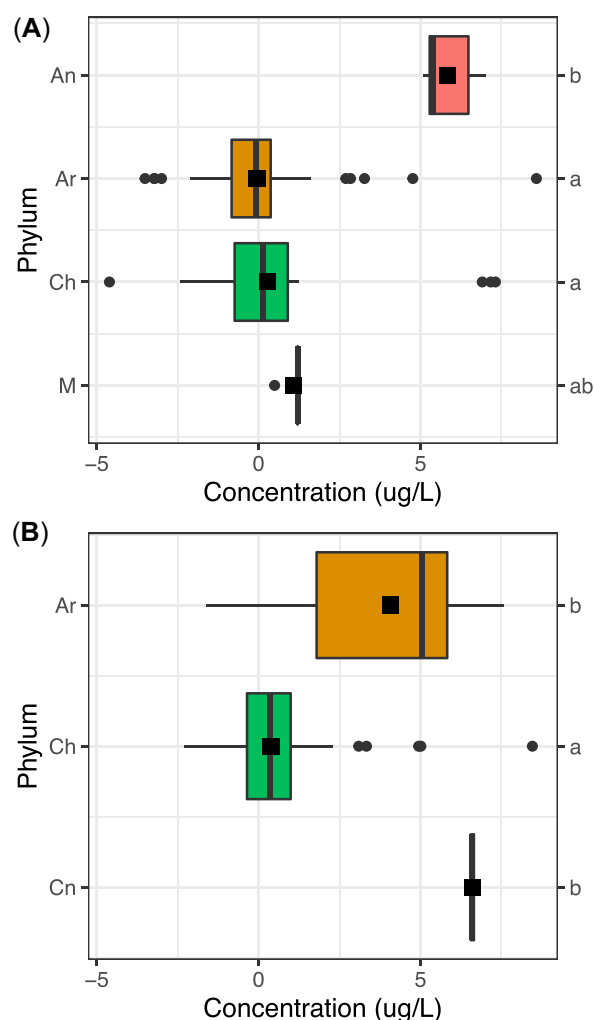 (A)
An
b
Ar
a
Phylum
Ch
a
M
ab
−5
0
5
Concentration (ug/L)
(B)
Ar
b
Phylum
Ch
a
Cn
b
−5
0
5
Concentration (ug/L)